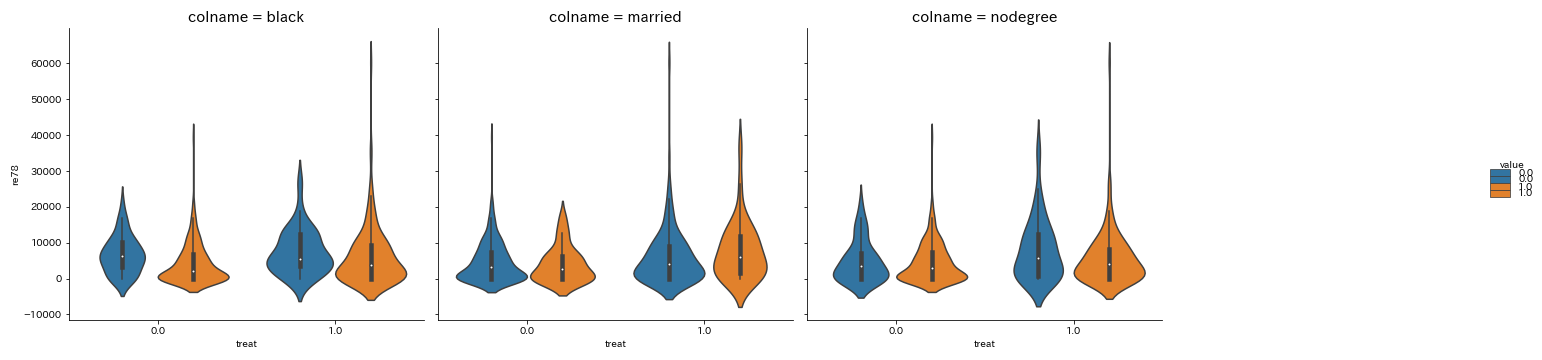 colname = black
colname = married
colname = nodegree
60000
50000
40000
30000
20000
10000
0
−10000
re78
0.0
1.0
treat
0.0
1.0
treat
0.0
1.0
treat
value
0.0
0.0
1.0
1.0